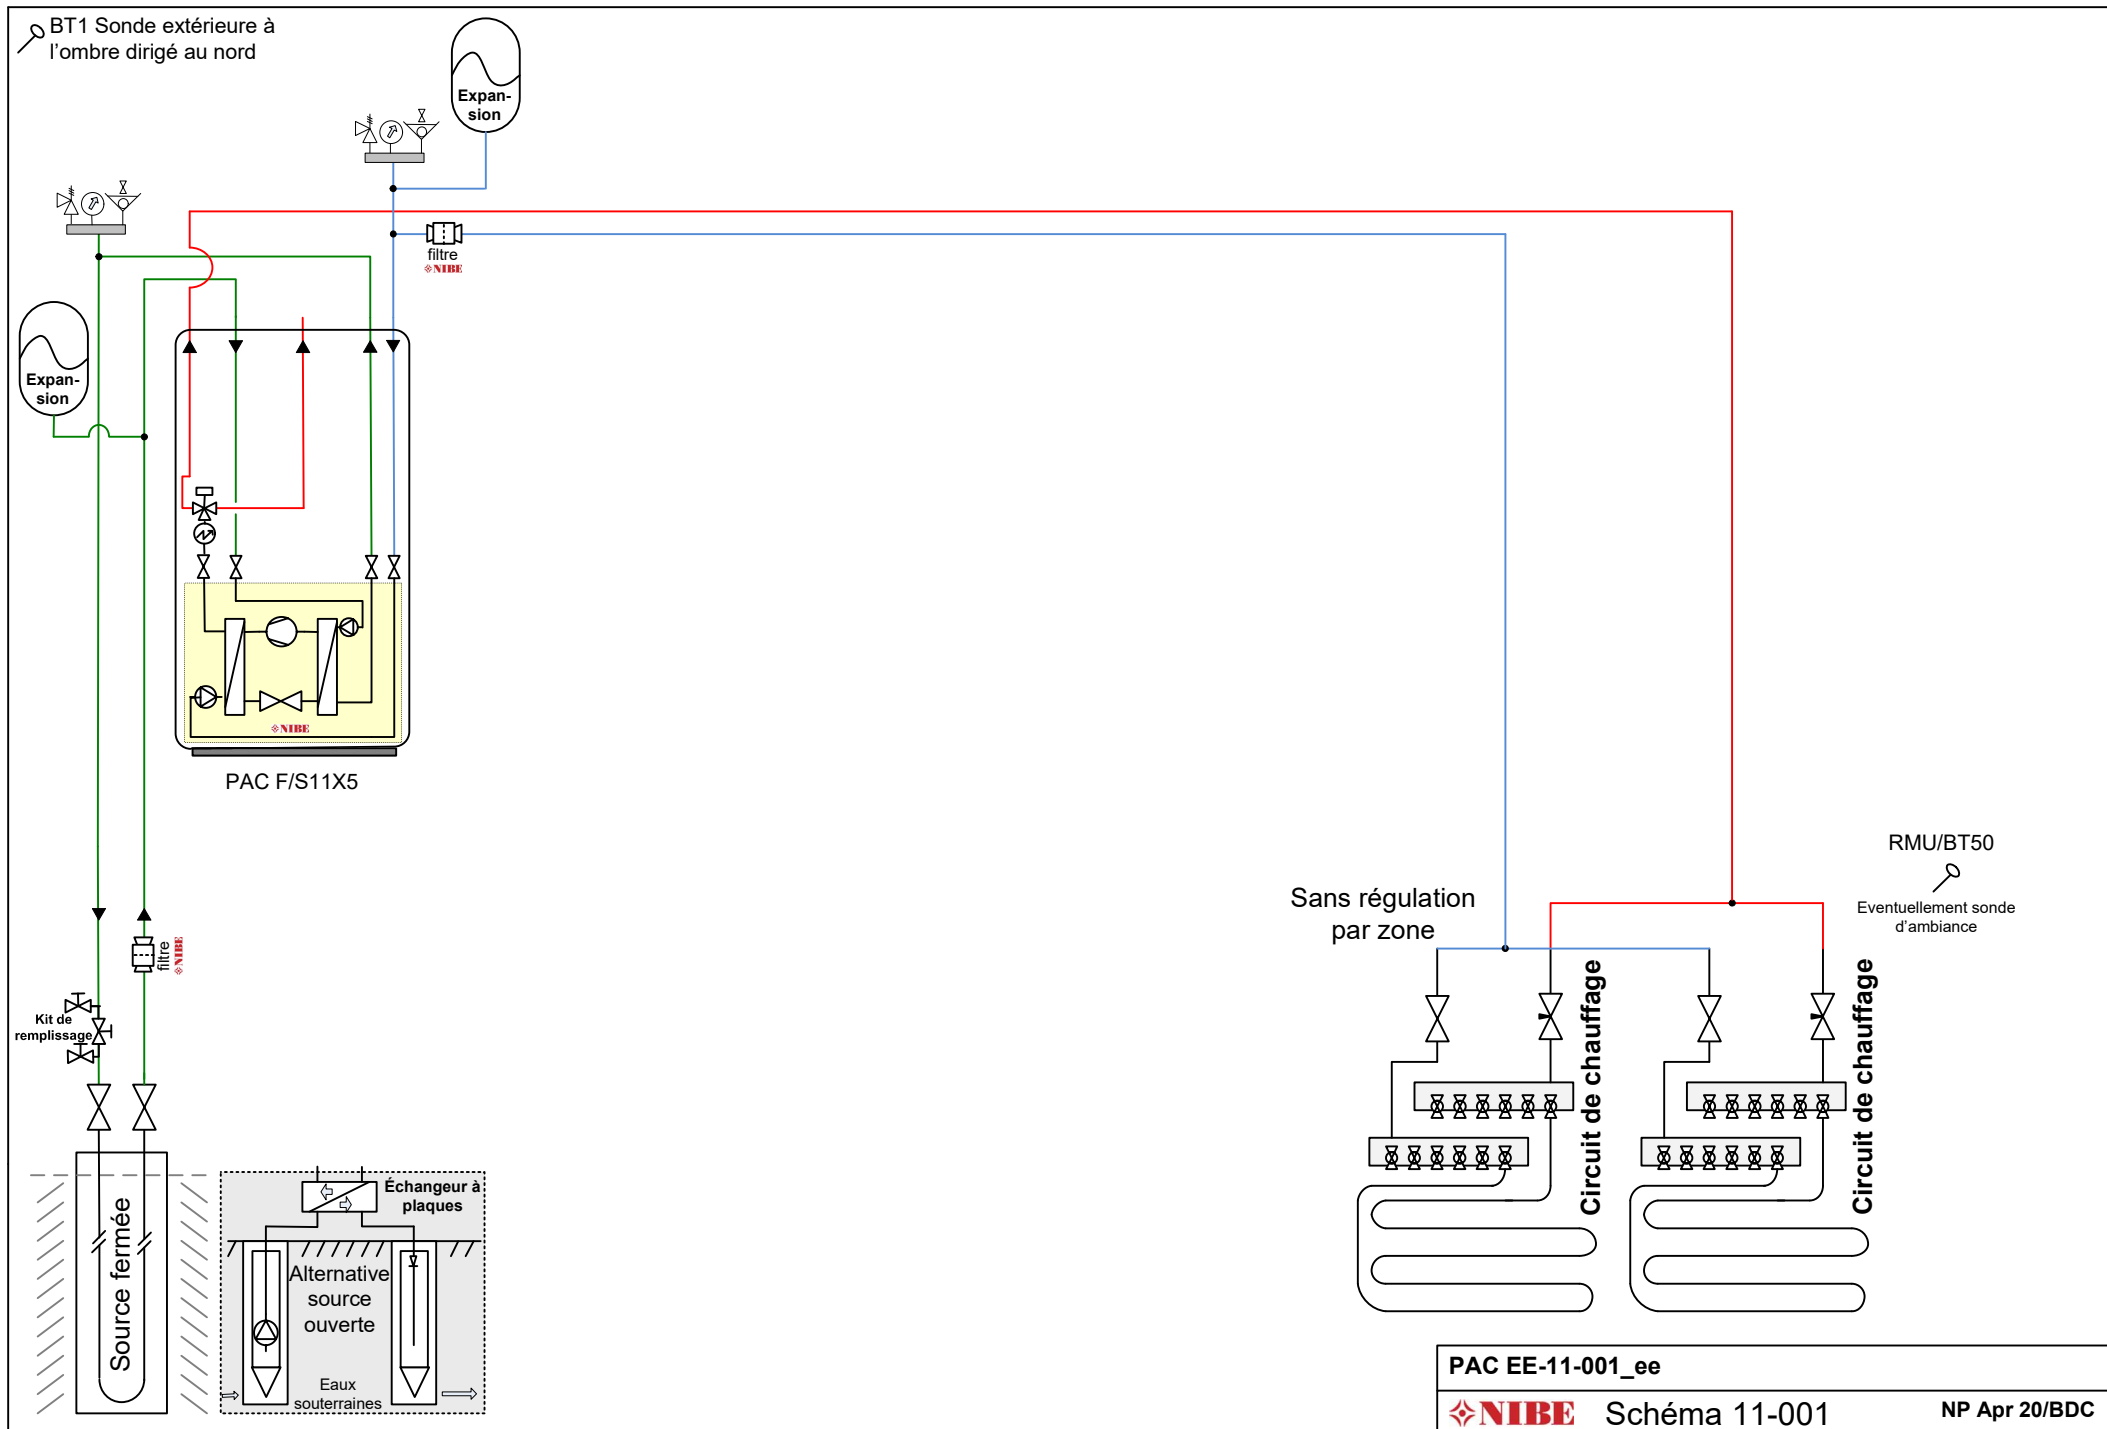 BT1 Sonde extérieure à
l'ombre dirigé au nord
Expan-
sion
filtre
NIBE
Expan-
sion
NIBE
PAC F/S11X5
filtre
NIBE
Kit de
remplissage
Source fermée
Échangeur à
plaques
Alternative
source
ouverte
Eaux
souterraines
Sans régulation
par zone
RMU/BT50
Eventuellement sonde
d'ambiance
Circuit de chauffage
Circuit de chauffage
PAC EE-11-001_ee
NIBE Schéma 11-001 NP Apr 20/BDC